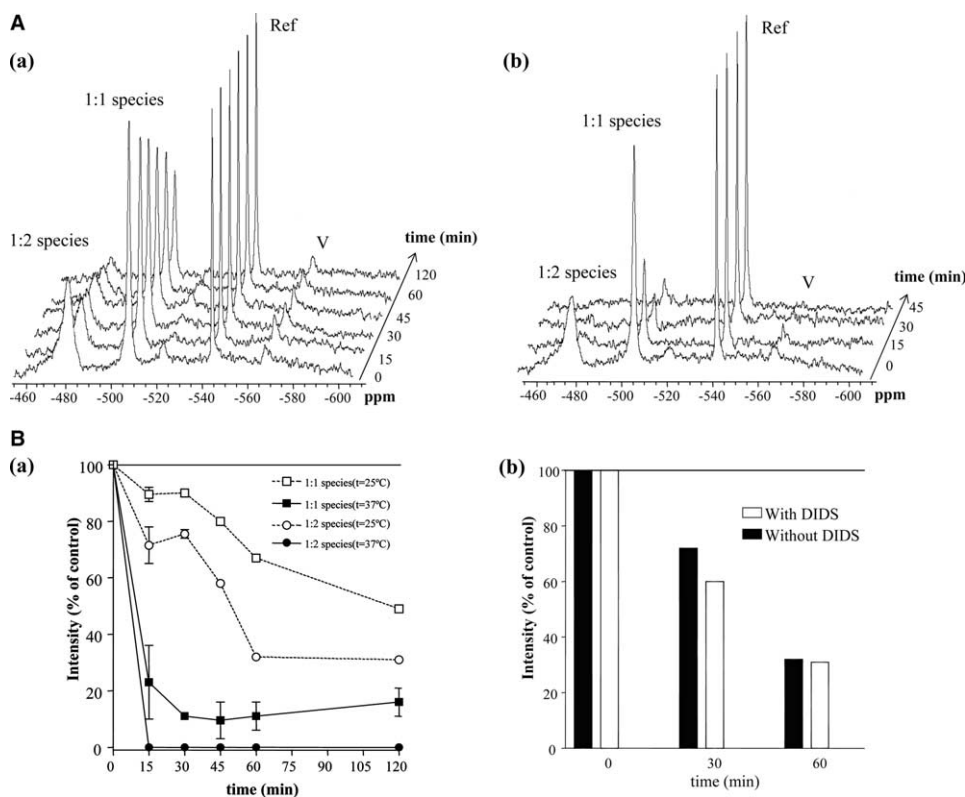 A
(a)
Ref
1:1 species
1:2 species
V
time (min)
120
60
45
30
15
0
-460 -480 -500 -520 -540 -560 -580 -600 ppm
(b)
Ref
1:1 species
1:2 species
V
time (min)
45
30
15
0
-460 -480 -500 -520 -540 -560 -580 -600 ppm
B
(a)
Intensity (% of control)
100
80
60
40
20
0
1:1 species(t=25ºC)
1:1 species(t=37ºC)
1:2 species(t=25ºC)
1:2 species(t=37ºC)
0 15 30 45 60 75 90 105 120
time (min)
(b)
Intensity (% of control)
100
80
60
40
20
0
With DIDS
Without DIDS
0 30 60
time (min)